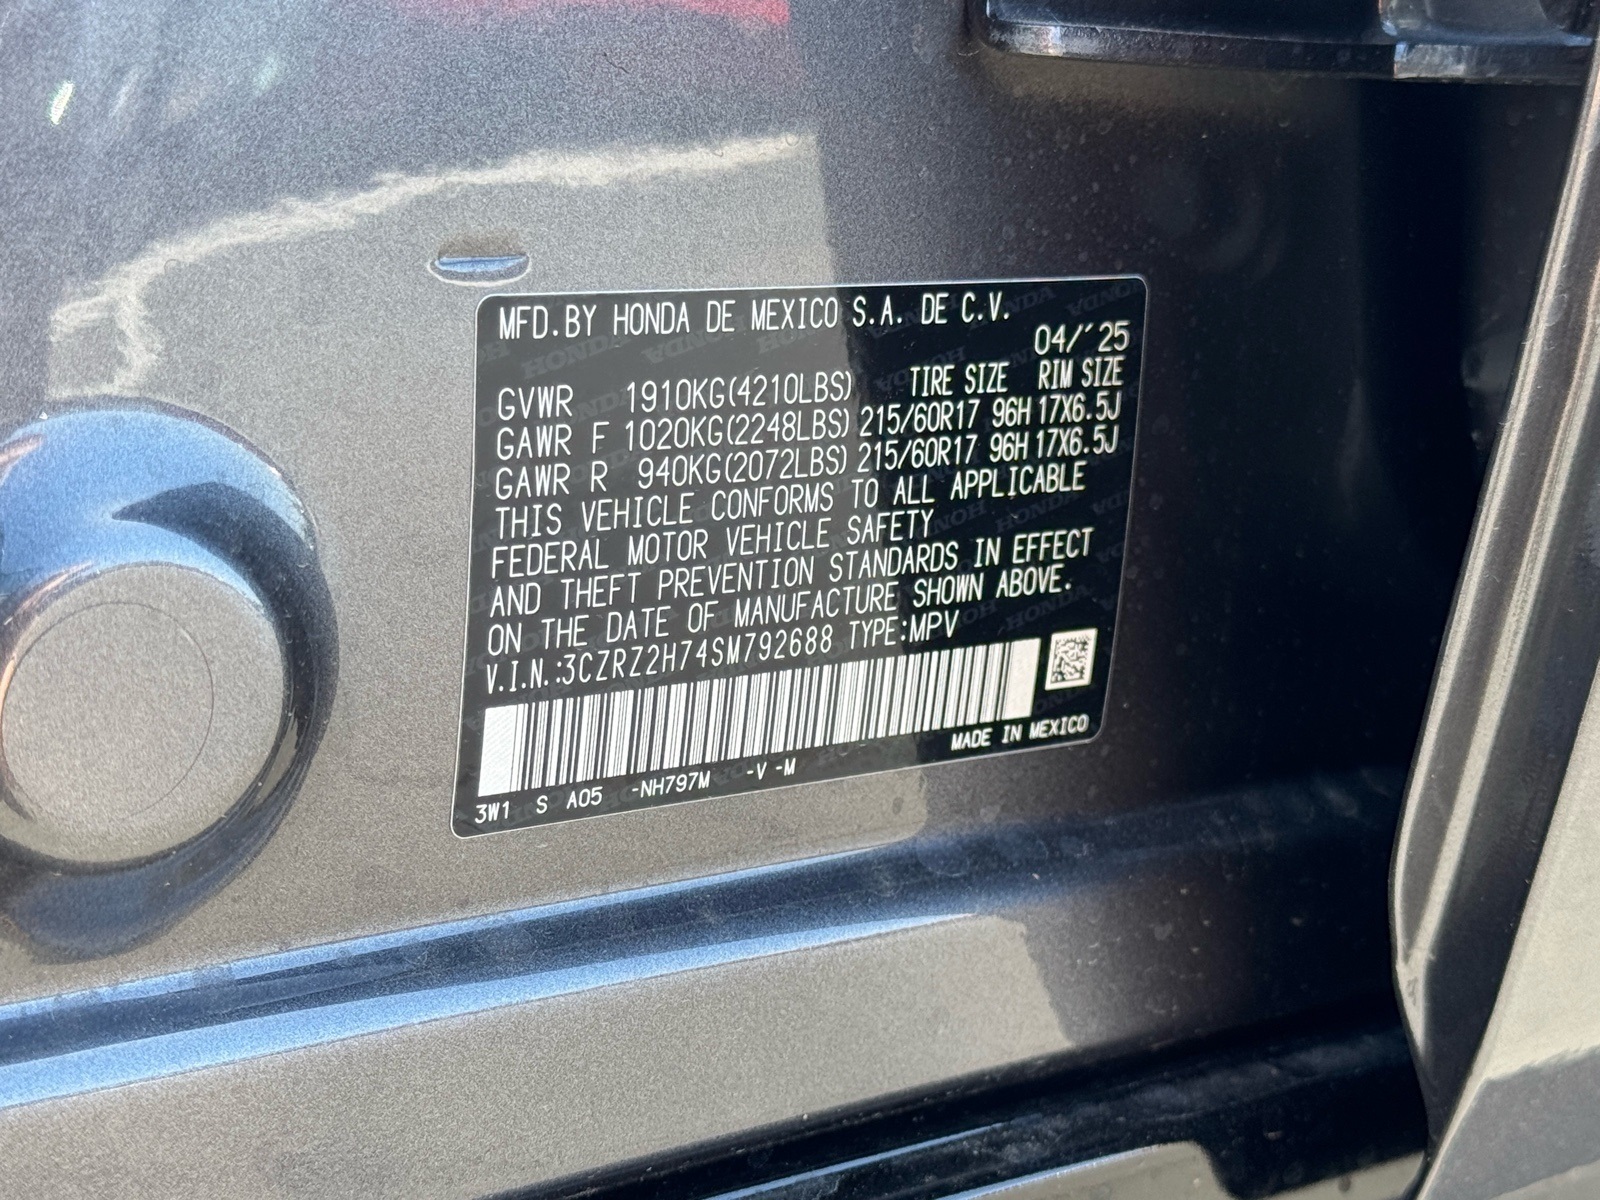 MFD.BY HONDA DE MEXICO S.A. DE C.V.
04/´25
GVWR 1910KG(4210LBS) TIRE SIZE RIM SIZE
GAWR F 1020KG(2248LBS) 215/60R17 96H 17X6.5J
GAWR R 940KG(2072LBS) 215/60R17 96H 17X6.5J
THIS VEHICLE CONFORMS TO ALL APPLICABLE
FEDERAL MOTOR VEHICLE SAFETY
AND THEFT PREVENTION STANDARDS IN EFFECT
ON THE DATE OF MANUFACTURE SHOWN ABOVE.
V.I.N.:3CZRZ2H74SM792688 TYPE:MPV
MADE IN MEXICO
3W1 S A05 -NH797M -V -M